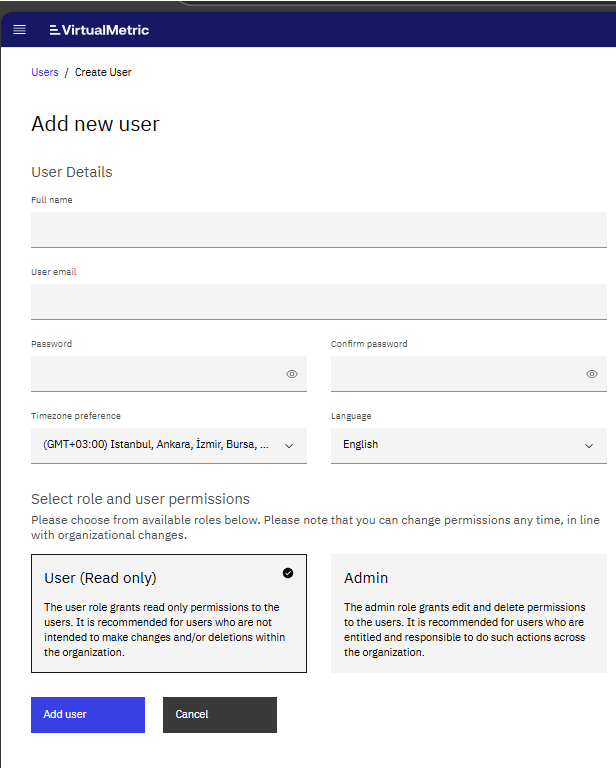 VirtualMetric
Users / Create User
Add new user
User Details
Full name
User email
Password
Confirm password
Timezone preference
Language
(GMT+03:00) Istanbul, Ankara, İzmir, Bursa, ...
English
Select role and user permissions
Please choose from available roles below. Please note that you can change permissions any time, in line
with organizational changes.
User (Read only)
The user role grants read only permissions to the
users. It is recommended for users who are not
intended to make changes and/or deletions within
the organization.
Admin
The admin role grants edit and delete permissions
to the users. It is recommended for users who are
entitled and responsible to do such actions across
the organization.
Add user
Cancel